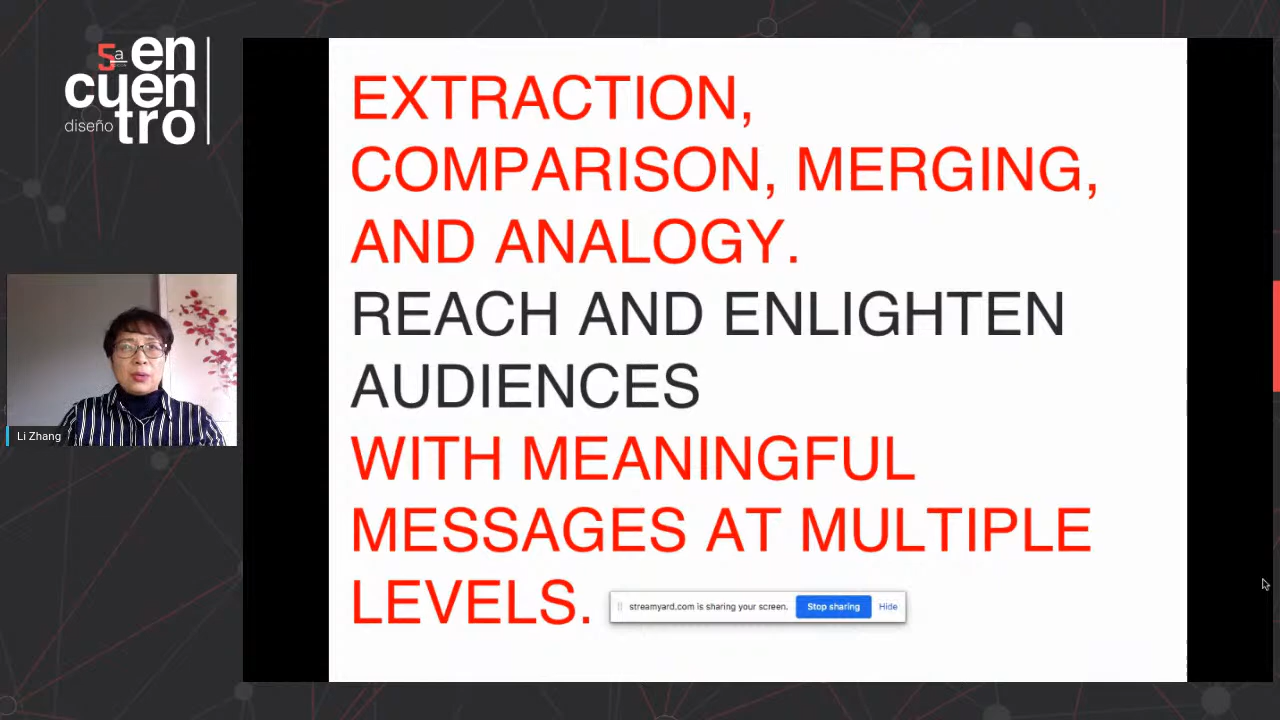 5a en
cuen
diseño tro
Li Zhang
EXTRACTION,
COMPARISON, MERGING,
AND ANALOGY.
REACH AND ENLIGHTEN
AUDIENCES
WITH MEANINGFUL
MESSAGES AT MULTIPLE
LEVELS.
streamyard.com is sharing your screen. Stop sharing Hide